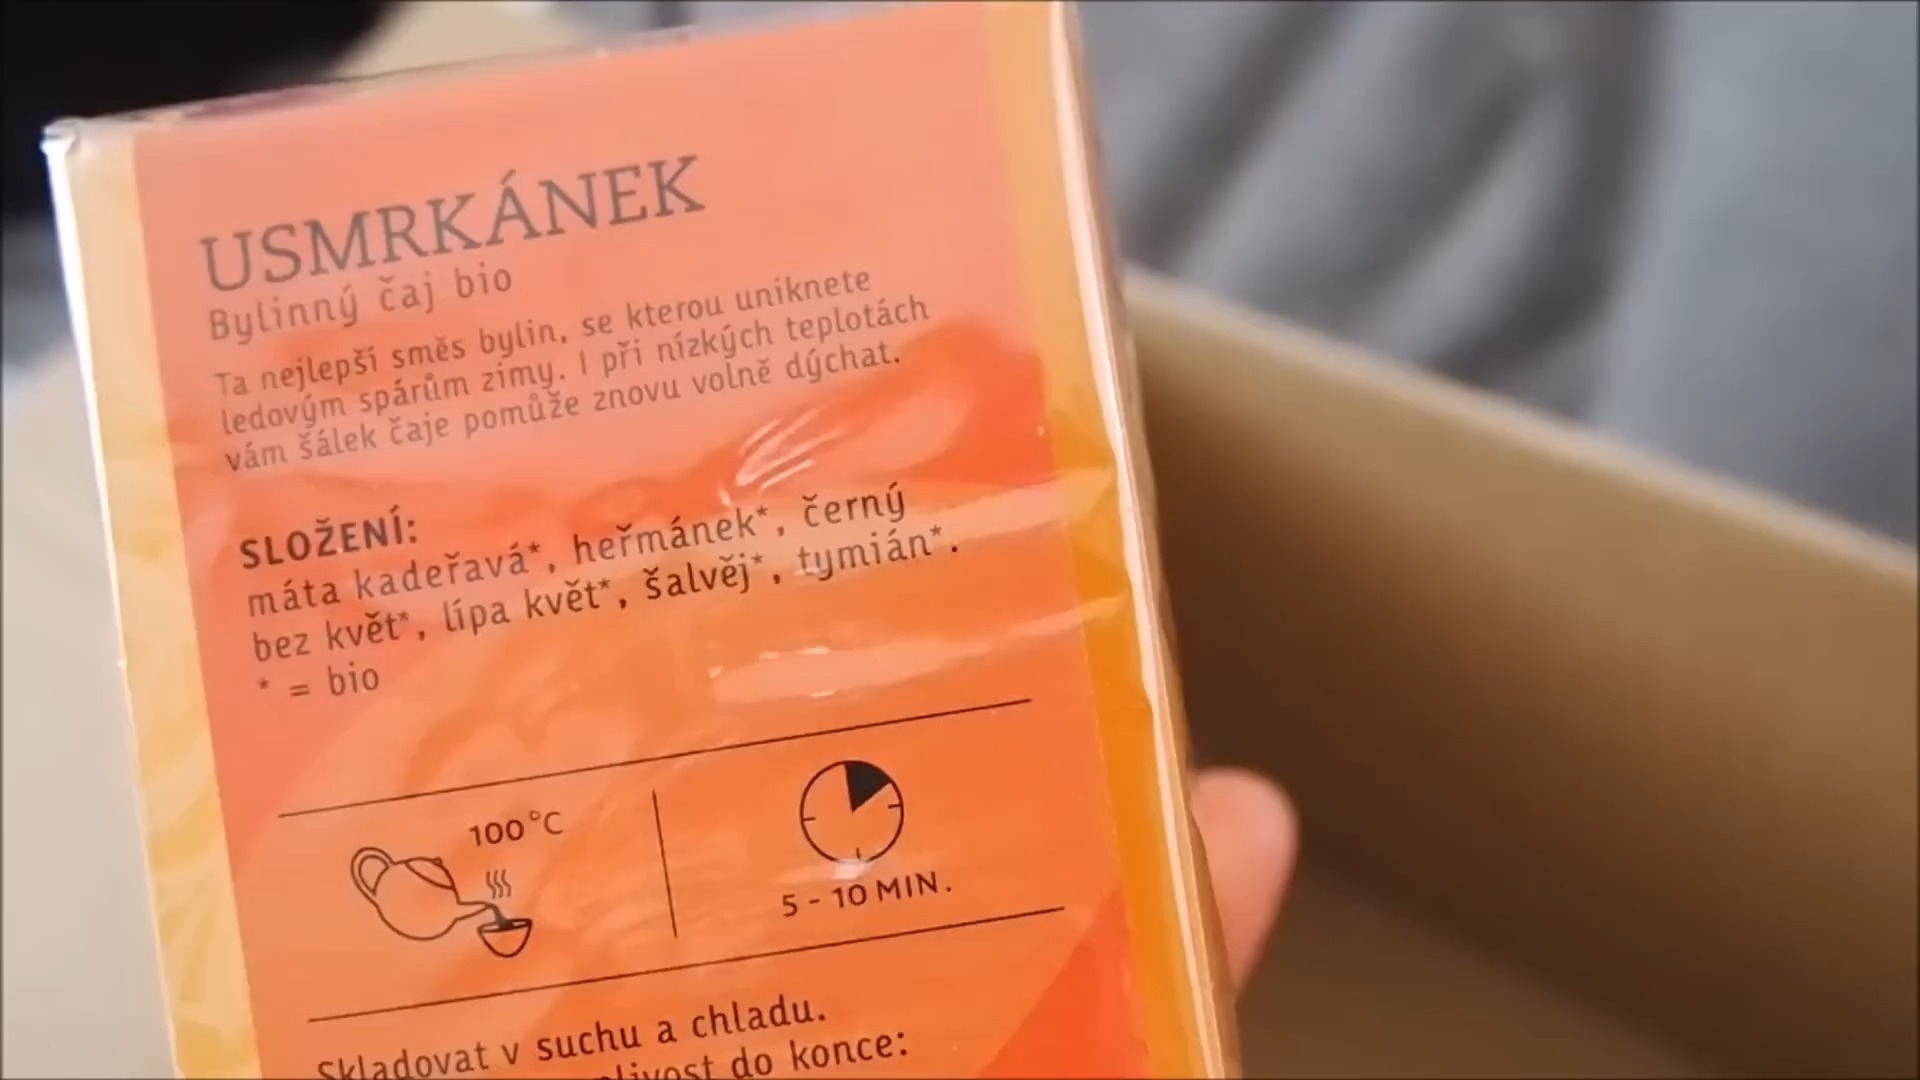 USMRKÁNEK
Bylinný čaj bio
Ta nejlepší směs bylin, se kterou uniknete
ledovým spárům zimy. I při nízkých teplotách
vám šálek čaje pomůže znovu volně dýchat.
SLOŽENÍ:
máta kadeřavá*, heřmánek*, černý
bez květ*, lípa květ*, šalvěj*, tymián*.
* = bio
100 °C
5 - 10 MIN.
Skladovat v suchu a chladu.
do konce: